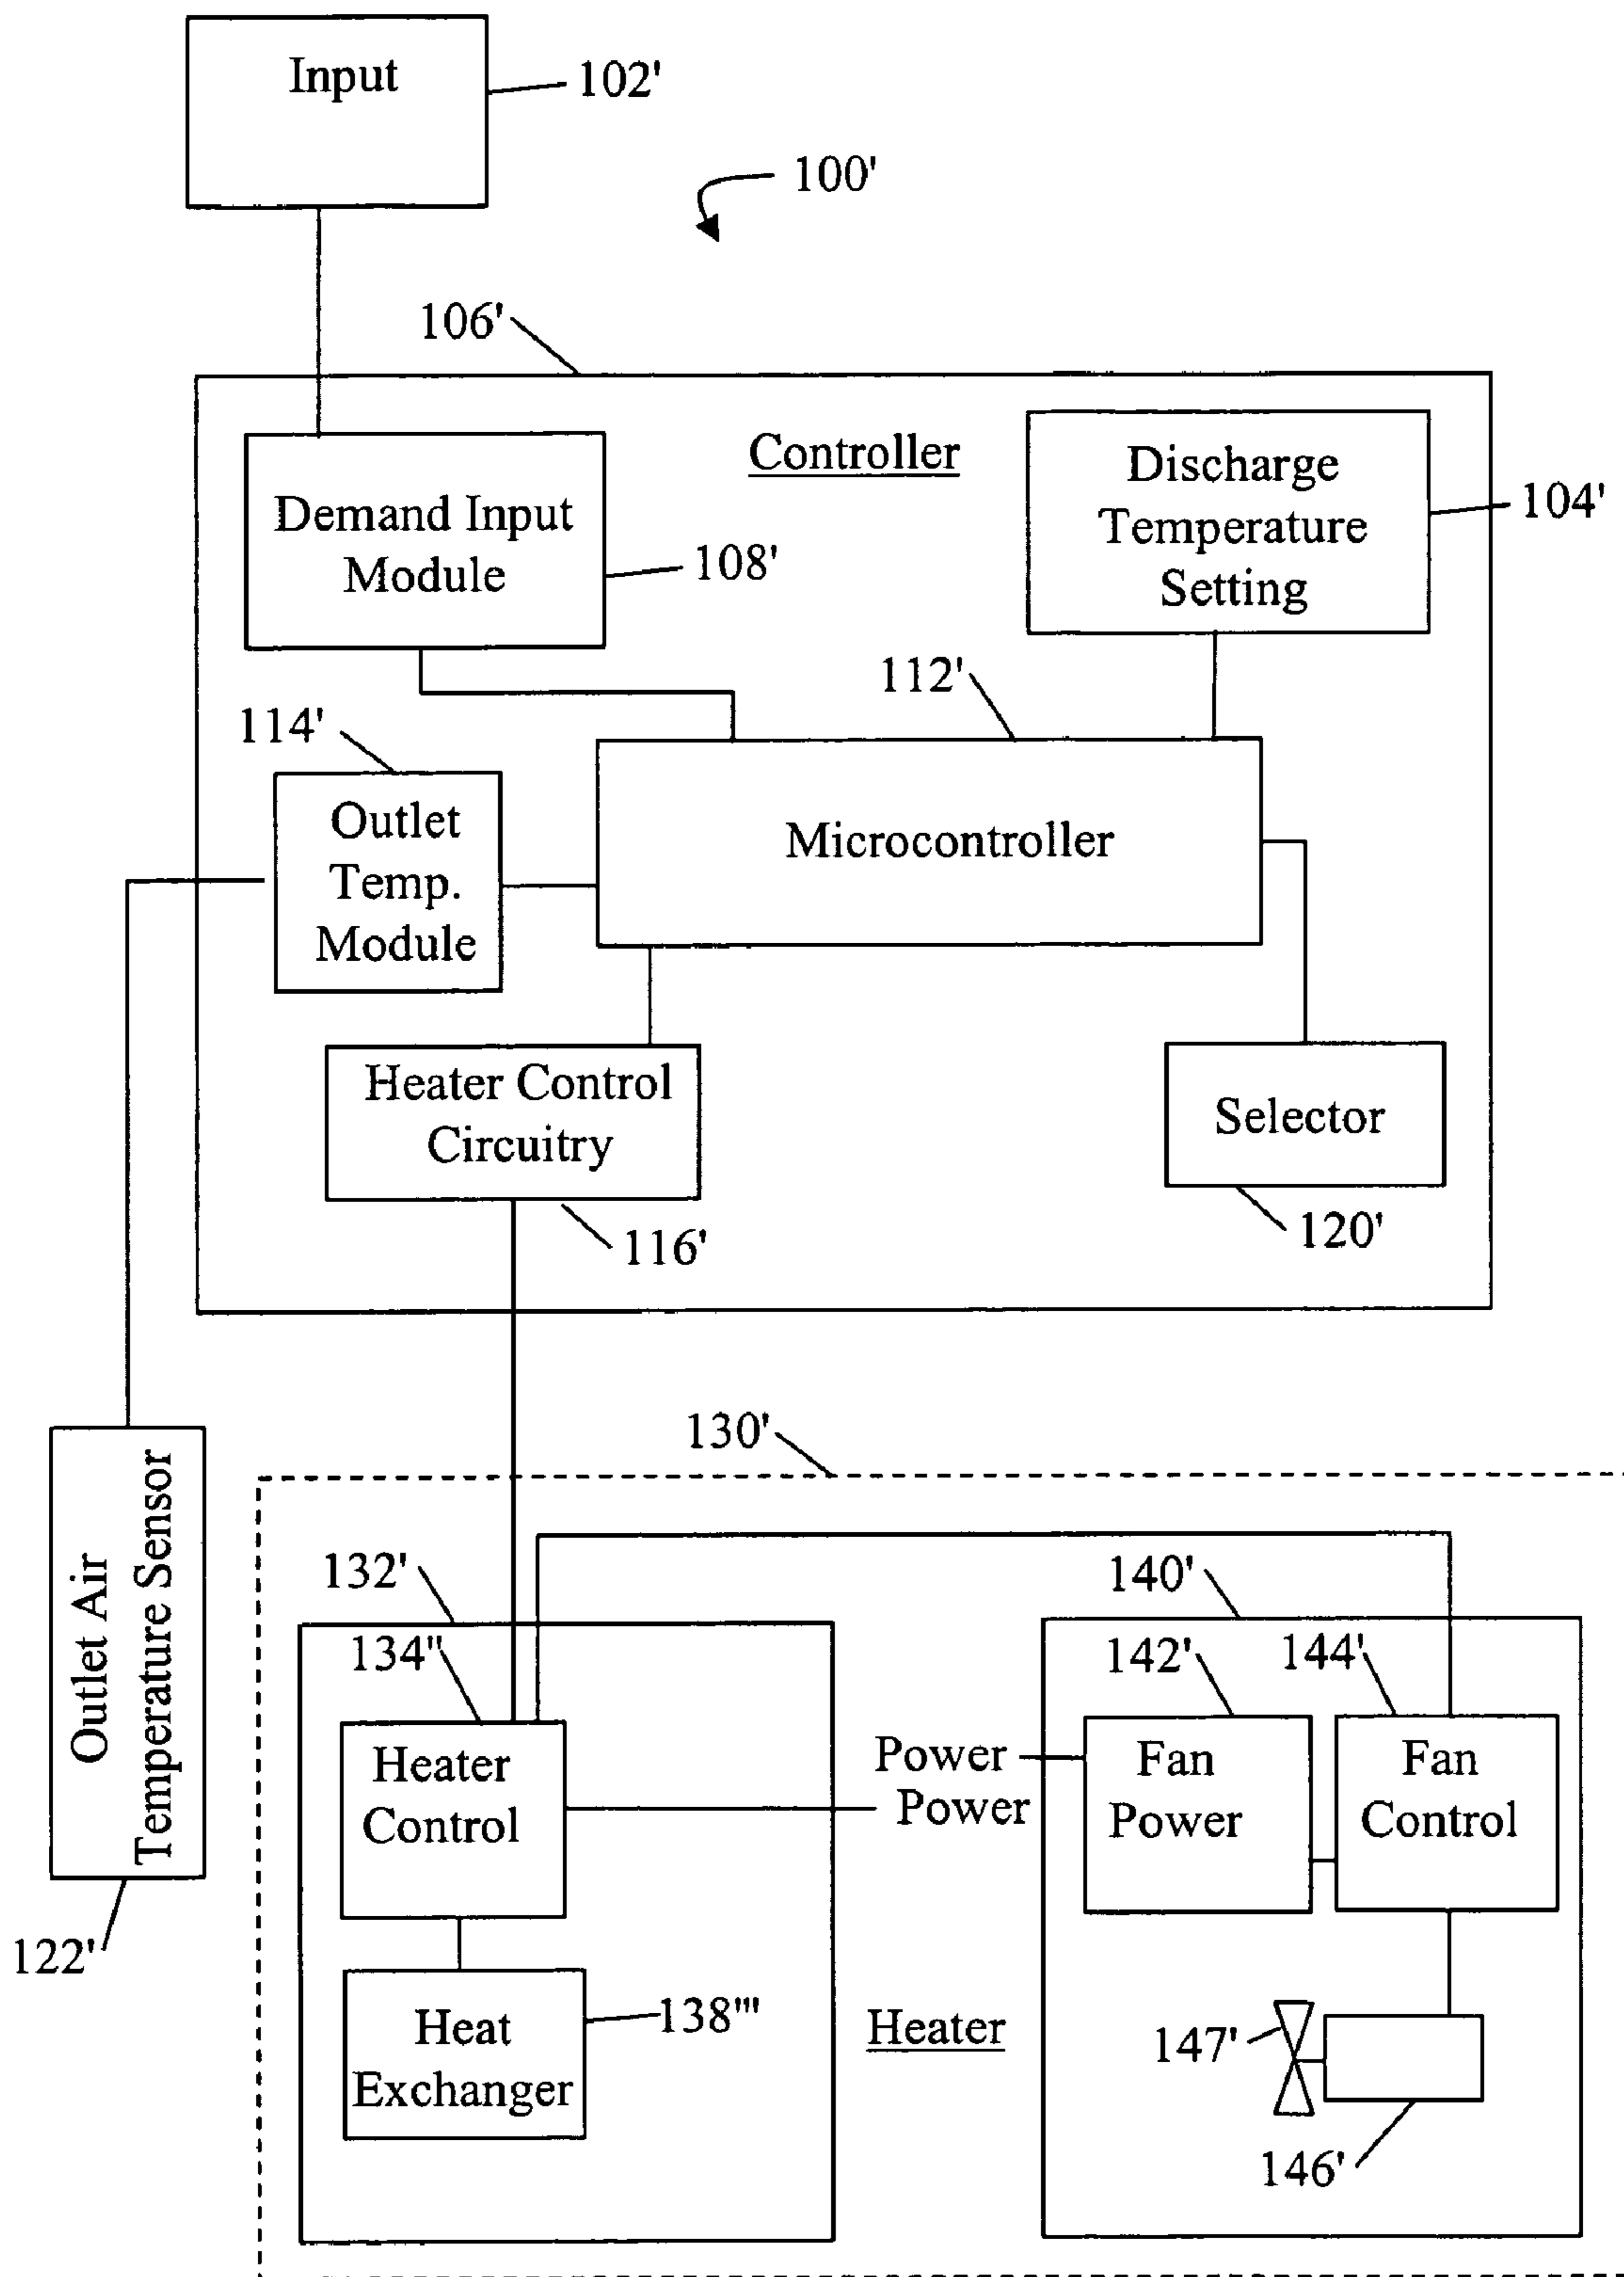 Input
102'
100'
106'
Controller
Demand Input
Module
108'
Discharge
Temperature
Setting
104'
112'
114'
Outlet
Temp.
Module
Microcontroller
Heater Control
Circuitry
116'
Selector
120'
130'
Outlet Air
Temperature Sensor
122'
132'
134"
Heater
Control
Power
Power
Heat
Exchanger
138'"
Heater
140'
142'
144'
Fan
Power
Fan
Control
147'
146'